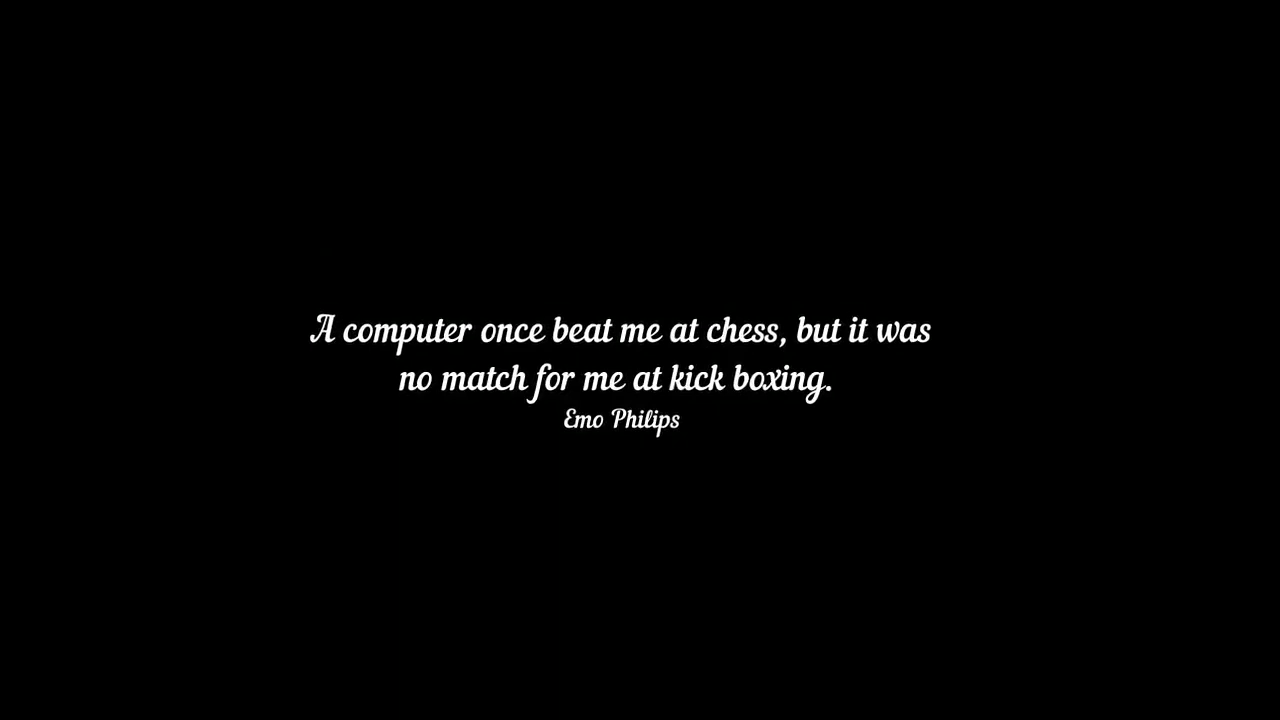 A computer once beat me at chess, but it was
no match for me at kick boxing.
Emo Philips